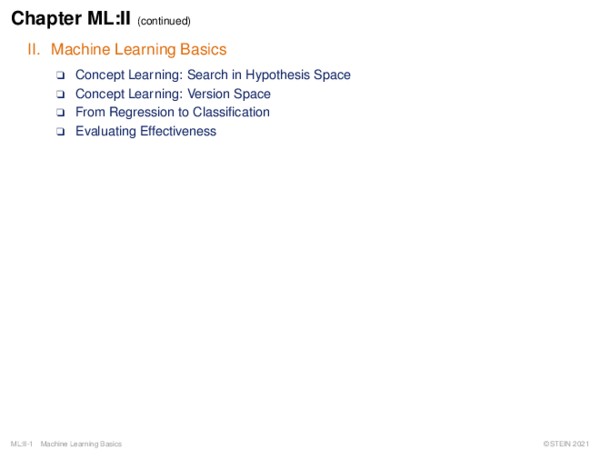 Chapter ML:II (continued)
II. Machine Learning Basics
❑ Concept Learning: Search in Hypothesis Space
❑ Concept Learning: Version Space
❑ From Regression to Classification
❑ Evaluating Effectiveness
ML:II-1 Machine Learning Basics ©STEIN 2021